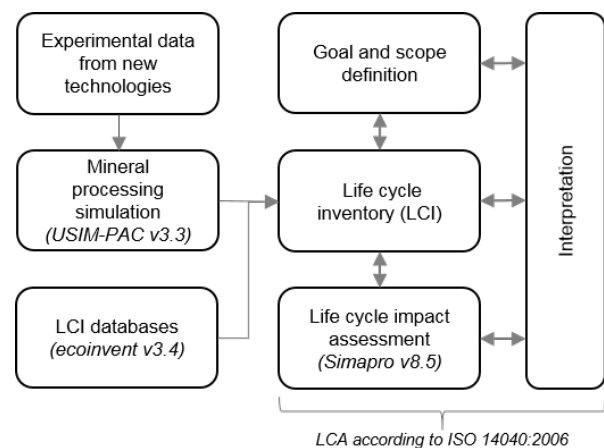 Experimental data
from new
technologies
Mineral
processing
simulation
(USIM-PAC v3.3)
LCI databases
(ecoinvent v3.4)
Goal and scope
definition
Life cycle
inventory (LCI)
Life cycle impact
assessment
(Simapro v8.5)
Interpretation
LCA according to ISO 14040:2006